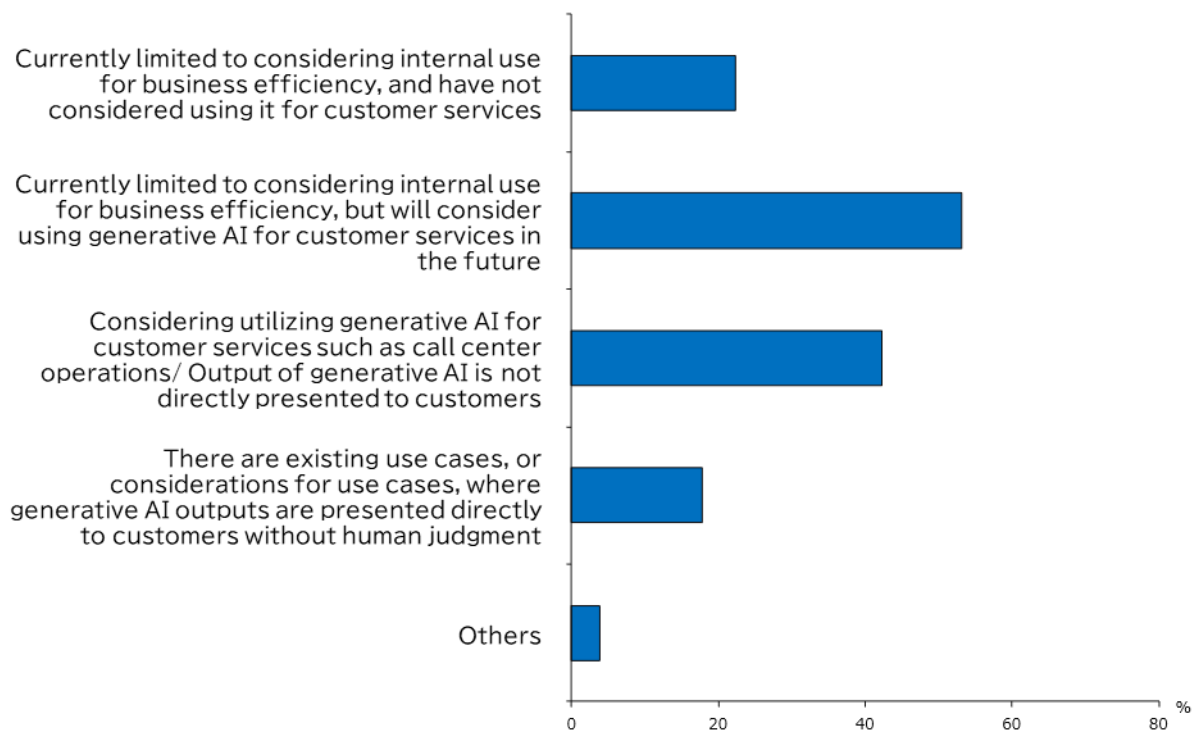 Currently limited to considering internal use
for business efficiency, and have not
considered using it for customer services
Currently limited to considering internal use
for business efficiency, but will consider
using generative AI for customer services in
the future
Considering utilizing generative AI for
customer services such as call center
operations/ Output of generative AI is not
directly presented to customers
There are existing use cases, or
considerations for use cases, where
generative AI outputs are presented directly
to customers without human judgment
Others
0 20 40 60 80 %